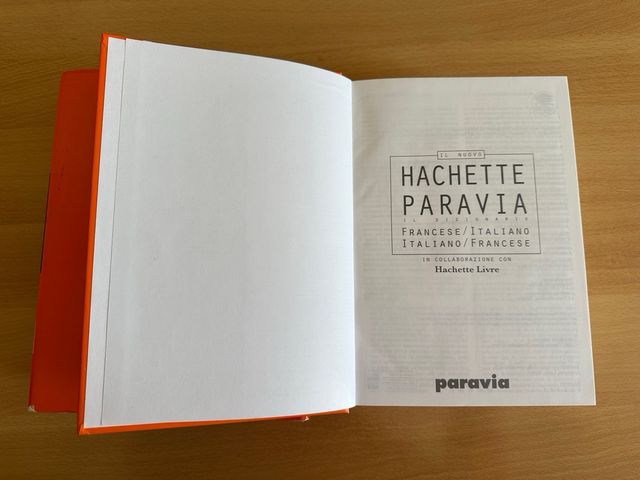 IL NUOVO
HACHETTE
PARAVIA
IL DIZIONARIO
FRANCESE/ITALIANO
ITALIANO/FRANCESE
IN COLLABORAZIONE CON
Hachette Livre
paravia